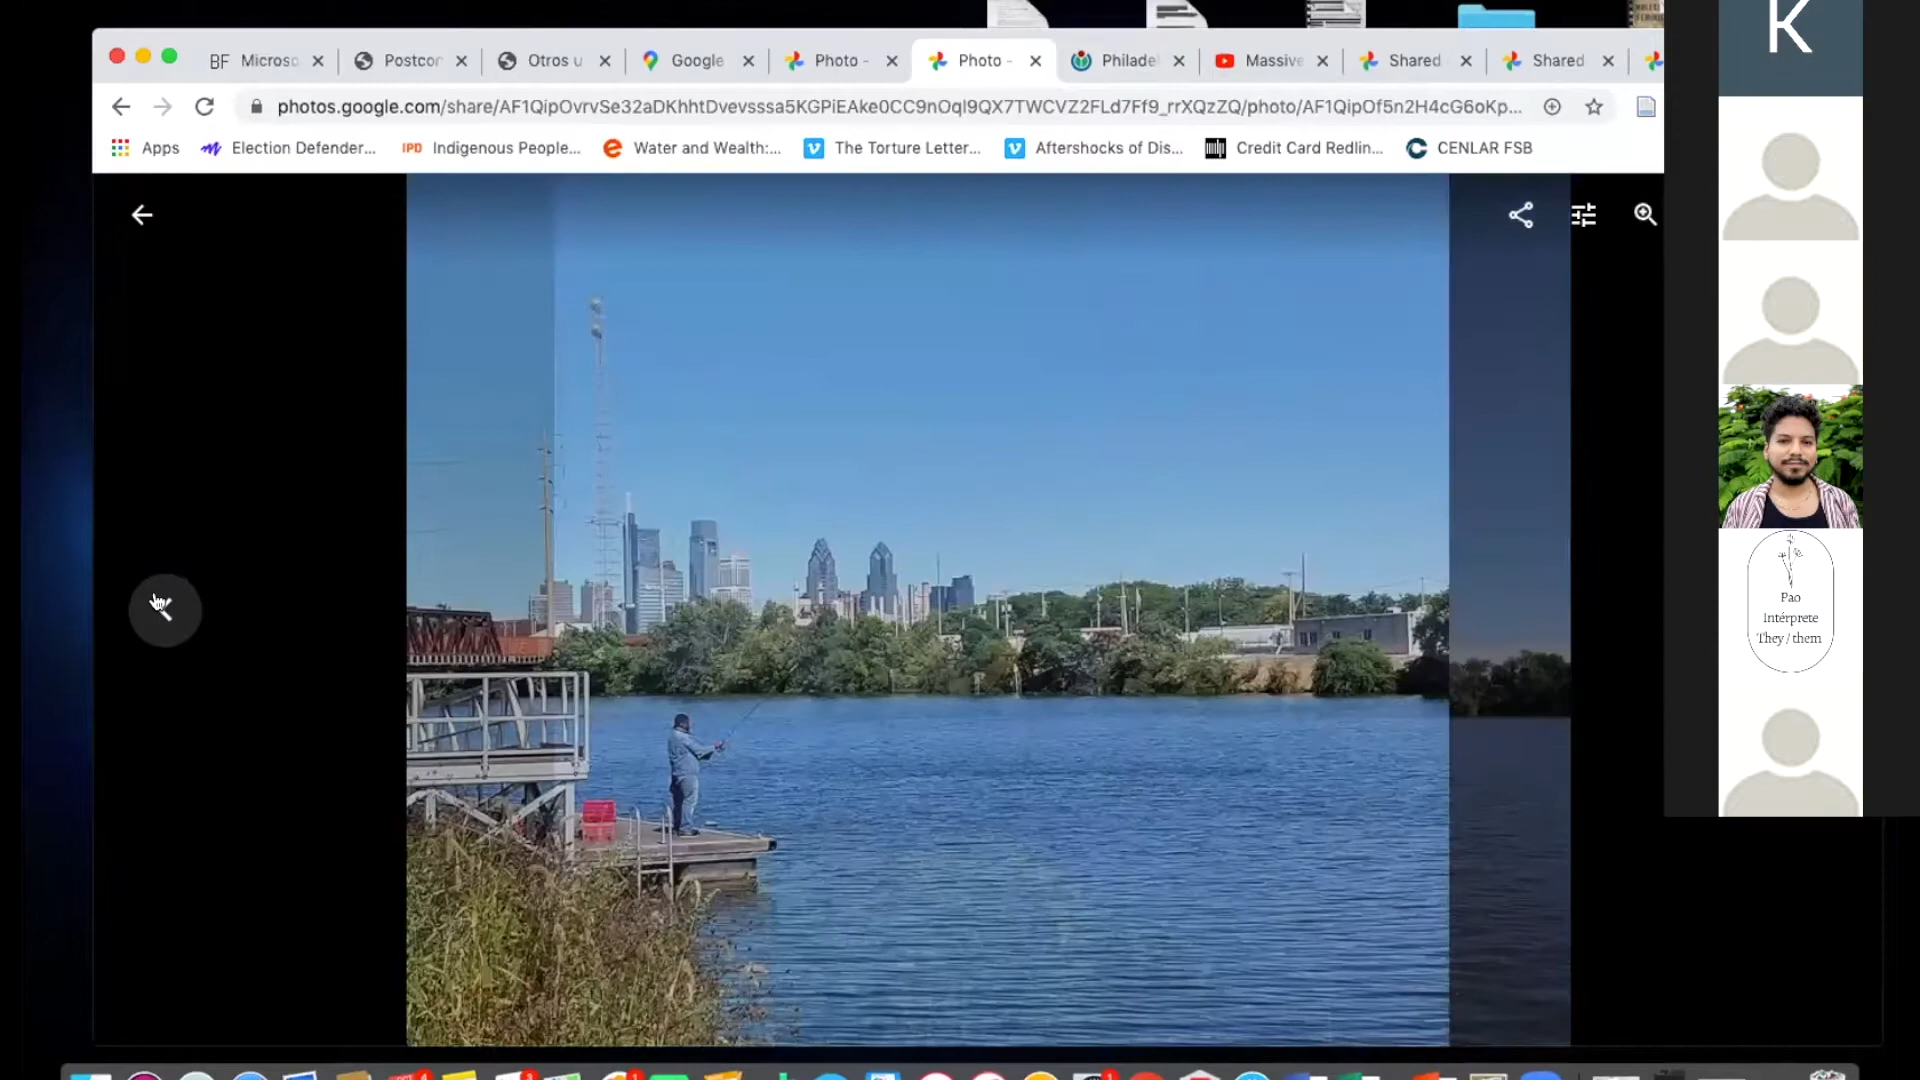 BF Microso
Postcor
Otros u
Google
Photo -
Photo -
Philadel
Massive
Shared
Shared
photos.google.com/share/AF1QipOvrvSe32aDKhhtDvevsssa5KGPiEAke0CC9nOql9QX7TWCVZ2FLd7Ff9_rrXQzZQ/photo/AF1QipOf5n2H4cG6oKp...
Apps
Election Defender...
IPD Indigenous People...
Water and Wealth:...
The Torture Letter...
Aftershocks of Dis...
Credit Card Redlin...
CENLAR FSB
K
Pao
Intérprete
They / them